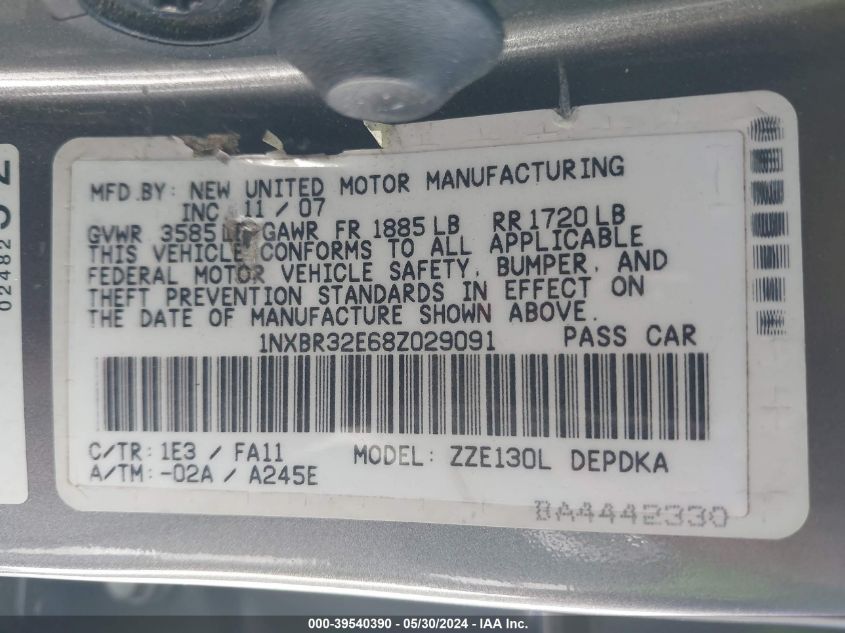 MFD.BY: NEW UNITED MOTOR MANUFACTURING
INC 11 / 07
GVWR 3585 GAWR FR 1885 LB RR 1720 LB
THIS VEHICLE CONFORMS TO ALL APPLICABLE
FEDERAL MOTOR VEHICLE SAFETY, BUMPER, AND
THEFT PREVENTION STANDARDS IN EFFECT ON
THE DATE OF MANUFACTURE SHOWN ABOVE.
1NXBR32E68Z029091 PASS CAR
C/TR: 1E3 / FA11 MODEL: ZZE130L DEPDKA
A/TM: -02A / A245E
BA4442330
02482
000-39540390 - 05/30/2024 - IAA Inc.